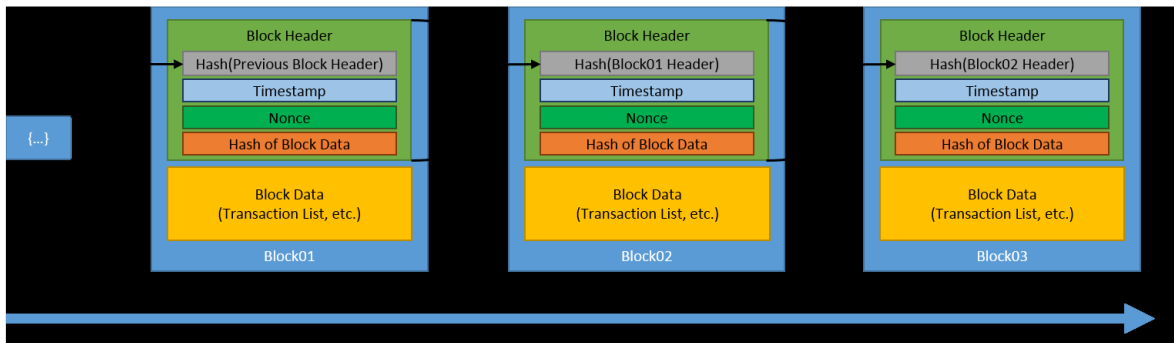 {...}
Block Header
Hash(Previous Block Header)
Timestamp
Nonce
Hash of Block Data
Block Data
(Transaction List, etc.)
Block01
Block Header
Hash(Block01 Header)
Timestamp
Nonce
Hash of Block Data
Block Data
(Transaction List, etc.)
Block02
Block Header
Hash(Block02 Header)
Timestamp
Nonce
Hash of Block Data
Block Data
(Transaction List, etc.)
Block03